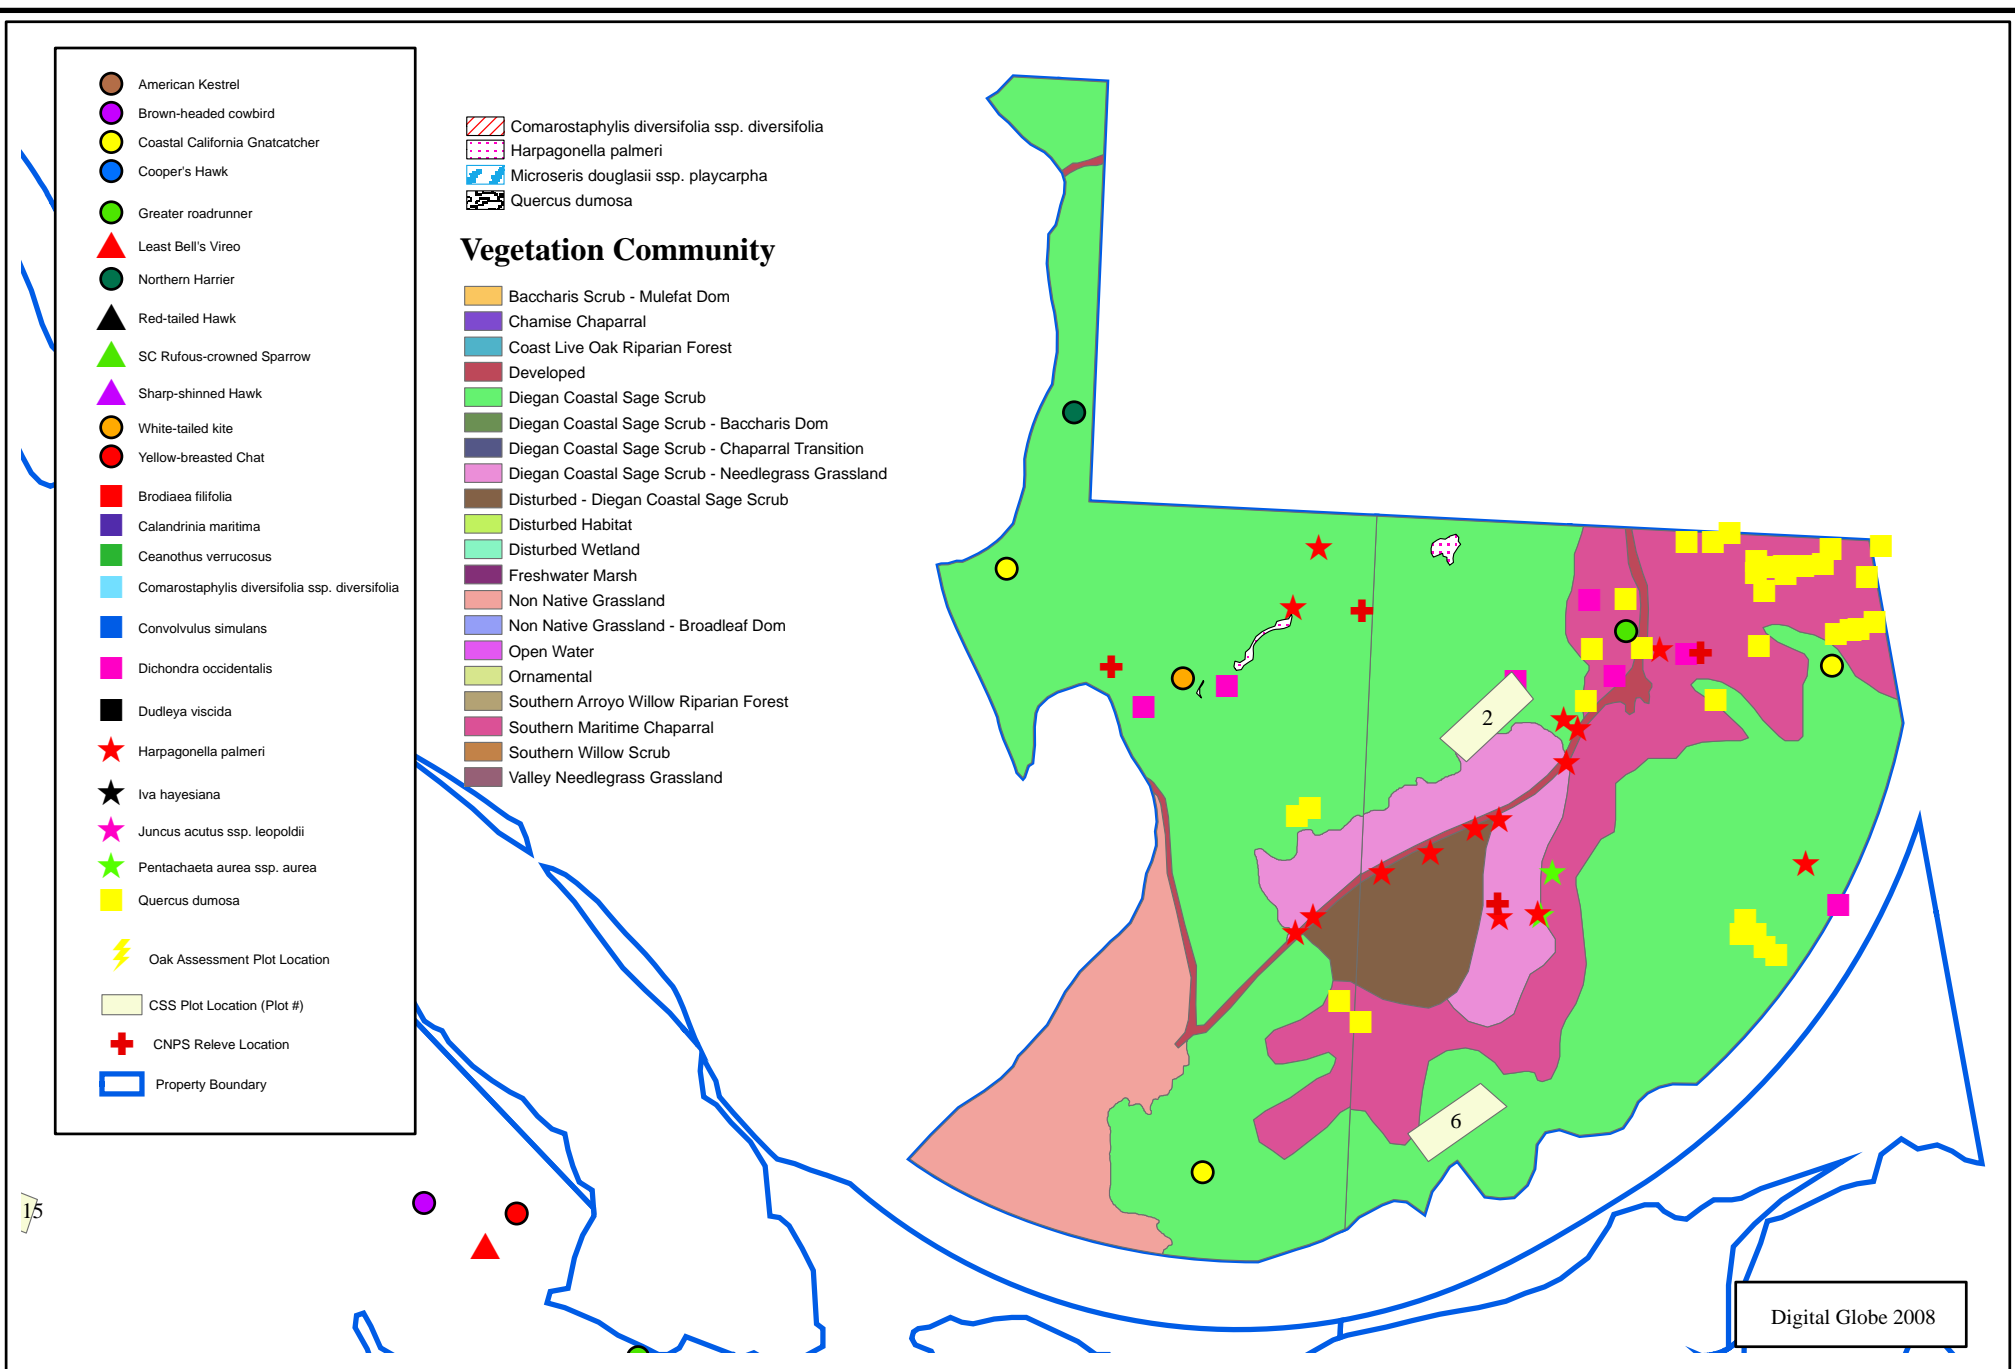 American Kestrel
Brown-headed cowbird
Coastal California Gnatcatcher
Cooper's Hawk
Greater roadrunner
Least Bell's Vireo
Northern Harrier
Red-tailed Hawk
SC Rufous-crowned Sparrow
Sharp-shinned Hawk
White-tailed kite
Yellow-breasted Chat
Brodiaea filifolia
Calandrinia maritima
Ceanothus verrucosus
Comarostaphylis diversifolia ssp. diversifolia
Convolvulus simulans
Dichondra occidentalis
Dudleya viscida
Harpagonella palmeri
Iva hayesiana
Juncus acutus ssp. leopoldii
Pentachaeta aurea ssp. aurea
Quercus dumosa
Oak Assessment Plot Location
CSS Plot Location (Plot #)
CNPS Releve Location
Property Boundary
Comarostaphylis diversifolia ssp. diversifolia
Harpagonella palmeri
Microseris douglasii ssp. playcarpha
Quercus dumosa
Vegetation Community
Baccharis Scrub - Mulefat Dom
Chamise Chaparral
Coast Live Oak Riparian Forest
Developed
Diegan Coastal Sage Scrub
Diegan Coastal Sage Scrub - Baccharis Dom
Diegan Coastal Sage Scrub - Chaparral Transition
Diegan Coastal Sage Scrub - Needlegrass Grassland
Disturbed - Diegan Coastal Sage Scrub
Disturbed Habitat
Disturbed Wetland
Freshwater Marsh
Non Native Grassland
Non Native Grassland - Broadleaf Dom
Open Water
Ornamental
Southern Arroyo Willow Riparian Forest
Southern Maritime Chaparral
Southern Willow Scrub
Valley Needlegrass Grassland
2
6
15
Digital Globe 2008